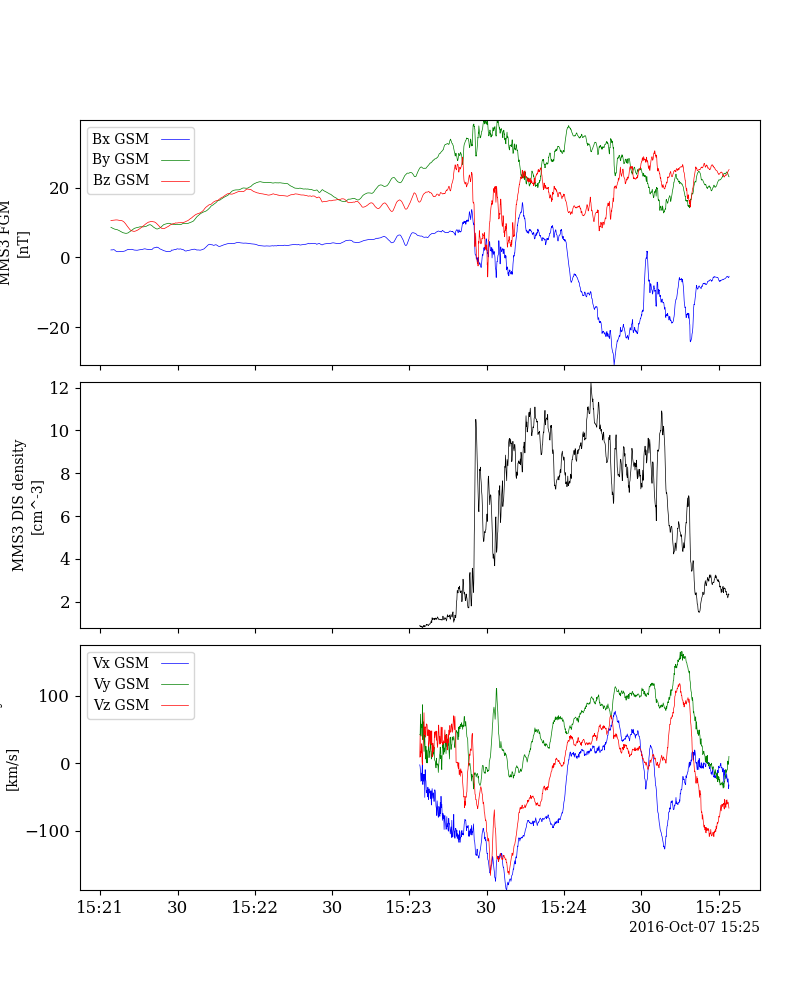 Bx GSM
By GSM
Bz GSM
20
0
−20
MMS3 FGM
[nT]
12
10
8
6
4
2
MMS3 DIS density
[cm^-3]
Vx GSM
Vy GSM
Vz GSM
100
0
−100
[km/s]
15:21
30
15:22
30
15:23
30
15:24
30
15:25
2016-Oct-07 15:25